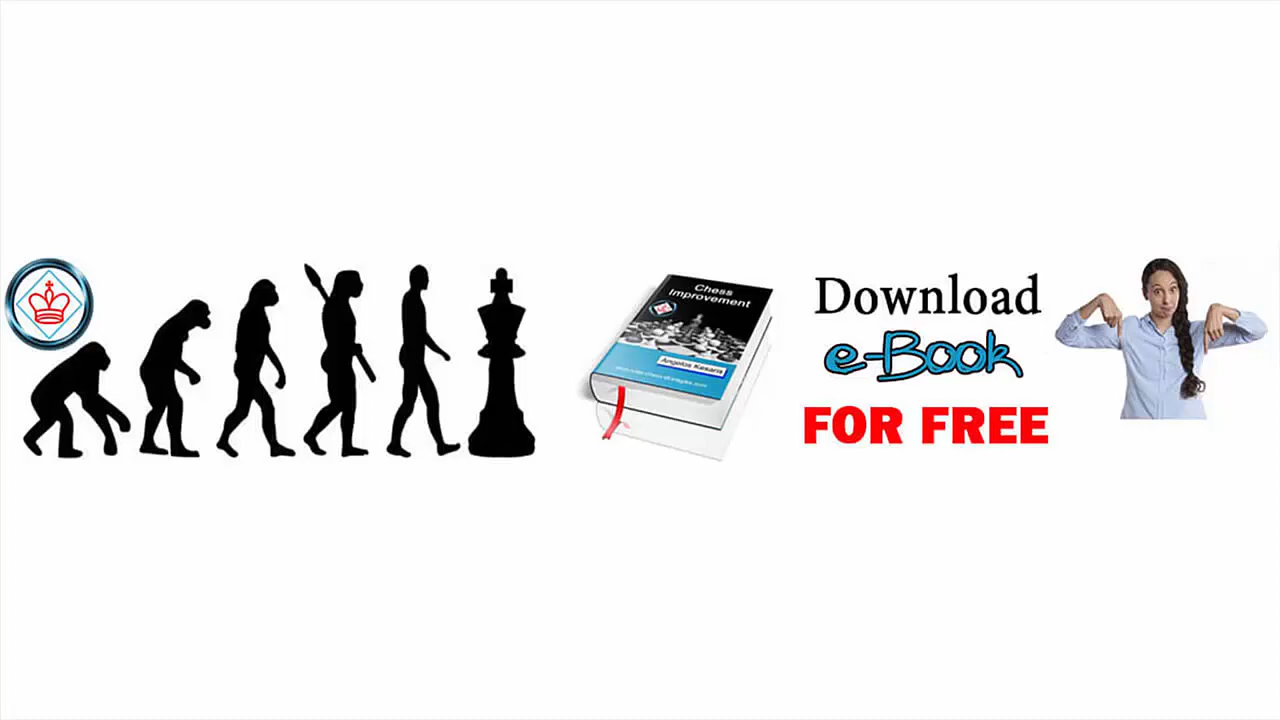 Chess
Improvement
Angelos Kesaris
Download
e-Book
FOR FREE